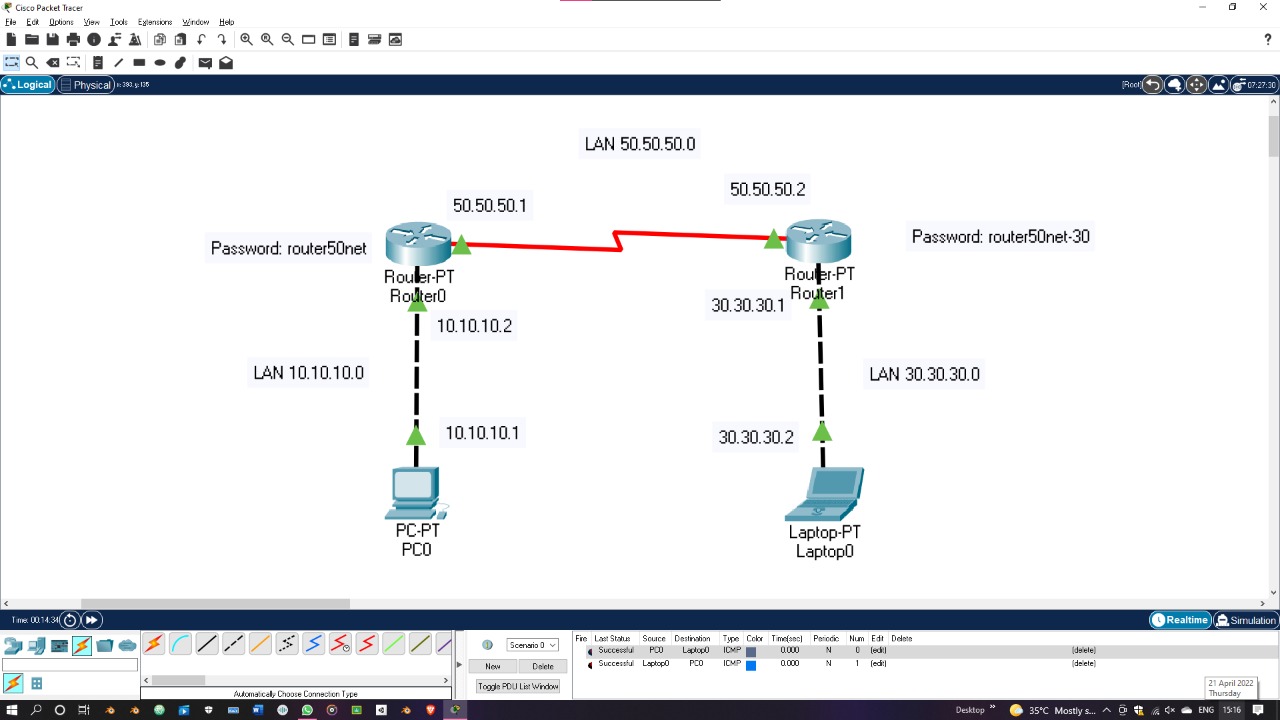 Cisco Packet Tracer
File Edit Options View Tools Extensions Window Help
?
Logical Physical x: 393, y: 135 [Root] 07:27:30
LAN 50.50.50.0
50.50.50.2
50.50.50.1
Password: router50net
Password: router50net-30
Router-PT
Router0
Router-PT
Router1
30.30.30.1
10.10.10.2
LAN 10.10.10.0
LAN 30.30.30.0
10.10.10.1
30.30.30.2
PC-PT
PC0
Laptop-PT
Laptop0
Time: 00:14:34 Realtime Simulation
Scenario 0
New Delete
Toggle PDU List Window
Fire Last Status Source Destination Type Color Time(sec) Periodic Num Edit Delete
Successful PC0 Laptop0 ICMP 0.000 N 0 (edit) (delete)
Successful Laptop0 PC0 ICMP 0.000 N 1 (edit) (delete)
Automatically Choose Connection Type
21 April 2022
Thursday
Desktop 35°C Mostly s... ENG 15:16